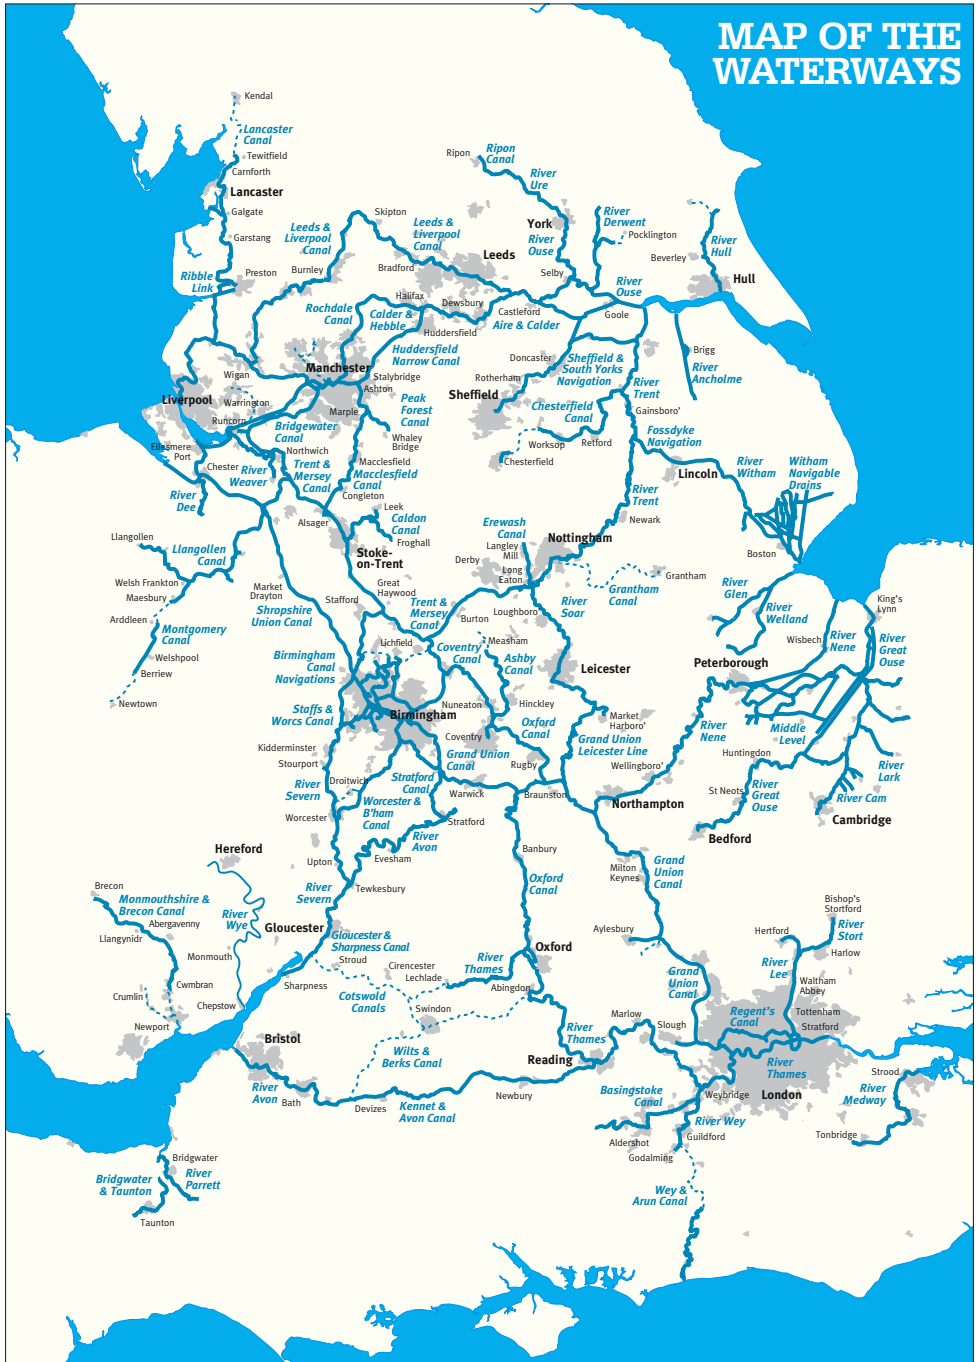 MAP OF THE
WATERWAYS
Kendal
Lancaster
Canal
Tewitfield
Carnforth
Lancaster
Galgate
Garstang
Ribble
Link
Preston
Ripon
Ripon
Canal
River
Ure
York
River
Ouse
River
Derwent
Pocklington
Beverley
River
Hull
Hull
Skipton
Leeds &
Liverpool
Canal
Leeds &
Liverpool
Canal
Leeds
Burnley
Bradford
Selby
River
Ouse
Rochdale
Canal
Halifax
Calder &
Hebble
Dewsbury
Huddersfield
Castleford
Aire & Calder
Goole
Huddersfield
Narrow Canal
Doncaster
Sheffield &
South Yorks
Navigation
Brigg
River
Ancholme
Wigan
Manchester
Stalybridge
Ashton
Rotherham
Sheffield
River
Trent
Liverpool
Warrington
Runcorn
Marple
Peak
Forest
Canal
Chesterfield
Canal
Gainsboro'
Bridgewater
Canal
Whaley
Bridge
Worksop
Retford
Fossdyke
Navigation
Ellesmere
Port
Northwich
Macclesfield
Chesterfield
Chester
River
Weaver
Trent &
Mersey
Canal
Macclesfield
Canal
Lincoln
River
Witham
Witham
Navigable
Drains
River
Dee
Congleton
River
Trent
Leek
Alsager
Caldon
Canal
Froghall
Erewash
Canal
Newark
Nottingham
Llangollen
Llangollen
Canal
Stoke-
on-Trent
Langley
Mill
Derby
Long
Eaton
Boston
Welsh Frankton
Maesbury
Market
Drayton
Great
Haywood
Grantham
Grantham
Canal
River
Glen
King's
Lynn
Arddleen
Shropshire
Union Canal
Stafford
Trent &
Mersey
Canal
Loughboro'
River
Soar
River
Welland
Montgomery
Canal
Burton
Wisbech
River
Nene
River
Great
Ouse
Lichfield
Measham
Welshpool
Birmingham
Canal
Navigations
Coventry
Canal
Ashby
Canal
Leicester
Peterborough
Berriew
Newtown
Staffs &
Worcs Canal
Birmingham
Nuneaton
Hinckley
Market
Harboro'
Coventry
Oxford
Canal
Grand Union
Leicester Line
River
Nene
Middle
Level
Kidderminster
Stourport
Grand Union
Canal
Rugby
Wellingboro'
Huntingdon
River
Lark
River
Severn
Droitwich
Stratford
Canal
Warwick
Braunston
Northampton
St Neots
River
Great
Ouse
River Cam
Worcester
Worcester &
B'ham
Canal
Stratford
Cambridge
River
Avon
Bedford
Hereford
Upton
Evesham
Banbury
Milton
Keynes
Grand
Union
Canal
Brecon
Monmouthshire &
Brecon Canal
River
Severn
Tewkesbury
Oxford
Canal
Bishop's
Stortford
Abergavenny
River
Wye
Gloucester
Aylesbury
Hertford
River
Stort
Llangynidr
Gloucester &
Sharpness Canal
Oxford
Harlow
Monmouth
Stroud
Cirencester
Lechlade
River
Thames
Grand
Union
Canal
River
Lee
Waltham
Abbey
Crumlin
Cwmbran
Sharpness
Abingdon
Chepstow
Cotswold
Canals
Swindon
Marlow
Slough
Regent's
Canal
Tottenham
Stratford
Newport
Bristol
Wilts &
Berks Canal
River
Thames
Reading
River
Thames
Strood
River
Avon
Bath
Newbury
Basingstoke
Canal
Weybridge
London
River
Medway
Devizes
Kennet &
Avon Canal
River Wey
Aldershot
Guildford
Tonbridge
Godalming
Bridgwater
Bridgwater
& Taunton
River
Parrett
Wey &
Arun Canal
Taunton